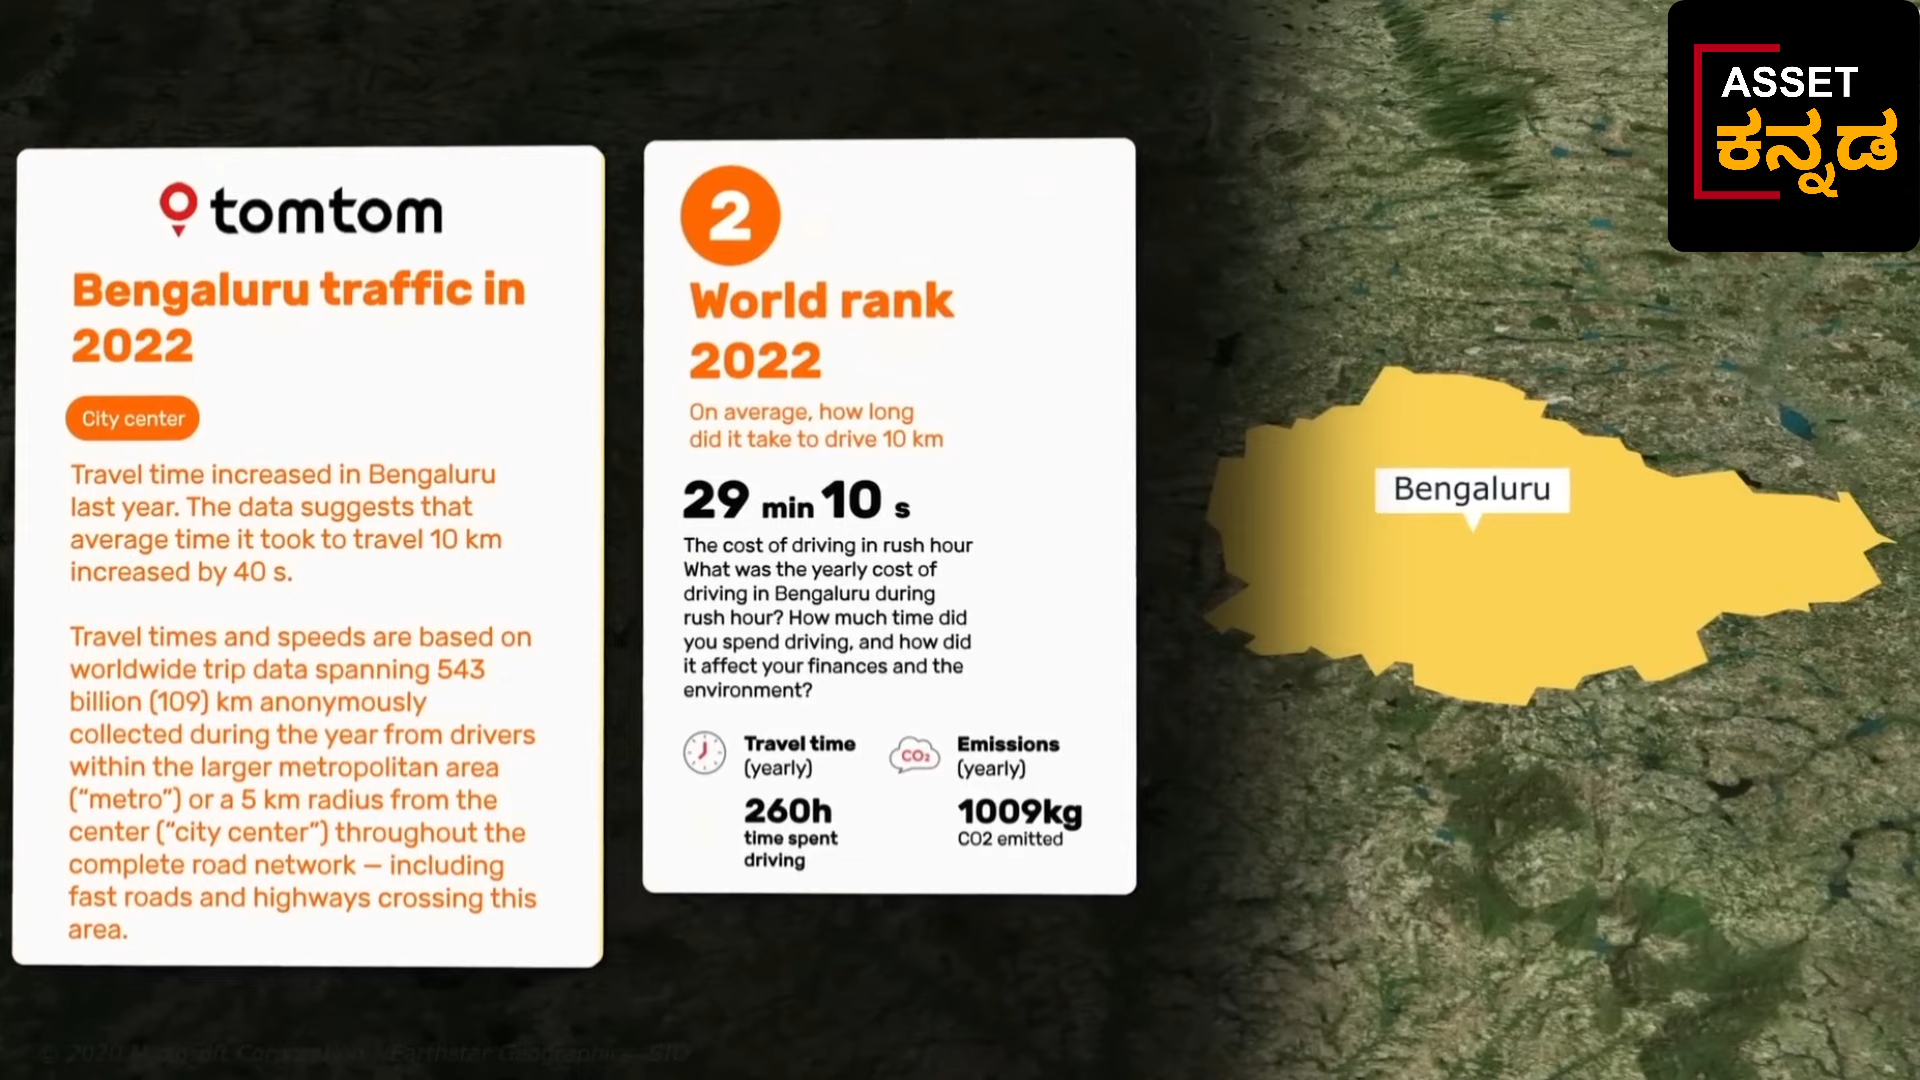 tomtom
Bengaluru traffic in
2022
City center
Travel time increased in Bengaluru
last year. The data suggests that
average time it took to travel 10 km
increased by 40 s.
Travel times and speeds are based on
worldwide trip data spanning 543
billion (109) km anonymously
collected during the year from drivers
within the larger metropolitan area
(“metro”) or a 5 km radius from the
center (“city center”) throughout the
complete road network — including
fast roads and highways crossing this
area.
2
World rank
2022
On average, how long
did it take to drive 10 km
29 min 10 s
The cost of driving in rush hour
What was the yearly cost of
driving in Bengaluru during
rush hour? How much time did
you spend driving, and how did
it affect your finances and the
environment?
Travel time
(yearly)
260h
time spent
driving
CO₂
Emissions
(yearly)
1009kg
CO2 emitted
Bengaluru
ASSET
ಕನ್ನಡ
© 2020
Corporation Earthstar Geographics SIO